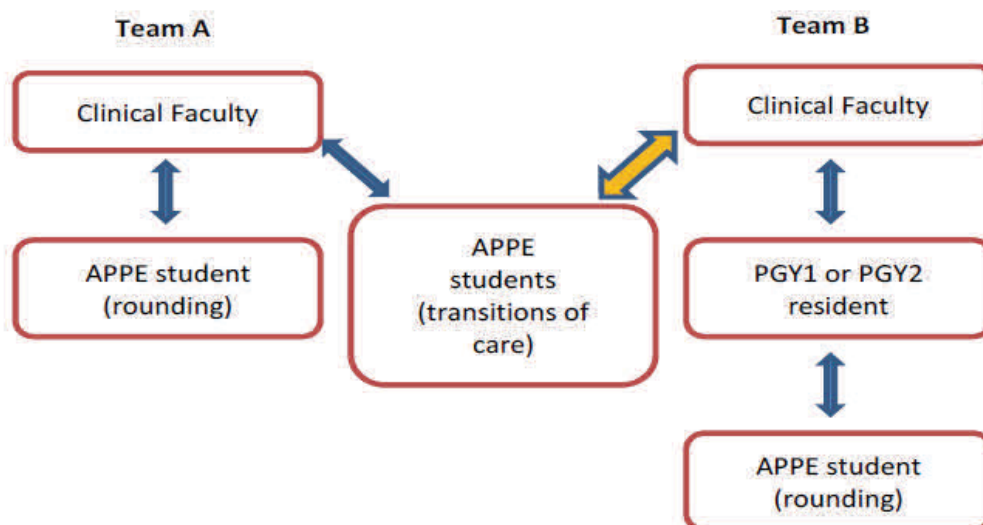 Team A
Team B
Clinical Faculty
Clinical Faculty
APPE student
(rounding)
APPE
students
(transitions of
care)
PGY1 or PGY2
resident
APPE student
(rounding)